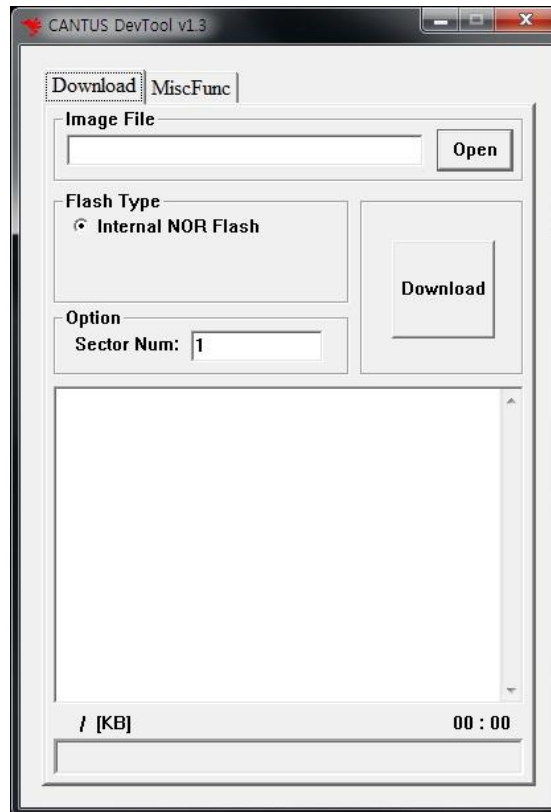 CANTUS DevTool v1.3
Download MiscFunc
Image File
Open
Flash Type
Internal NOR Flash
Download
Option
Sector Num: 1
/ [KB] 00 : 00